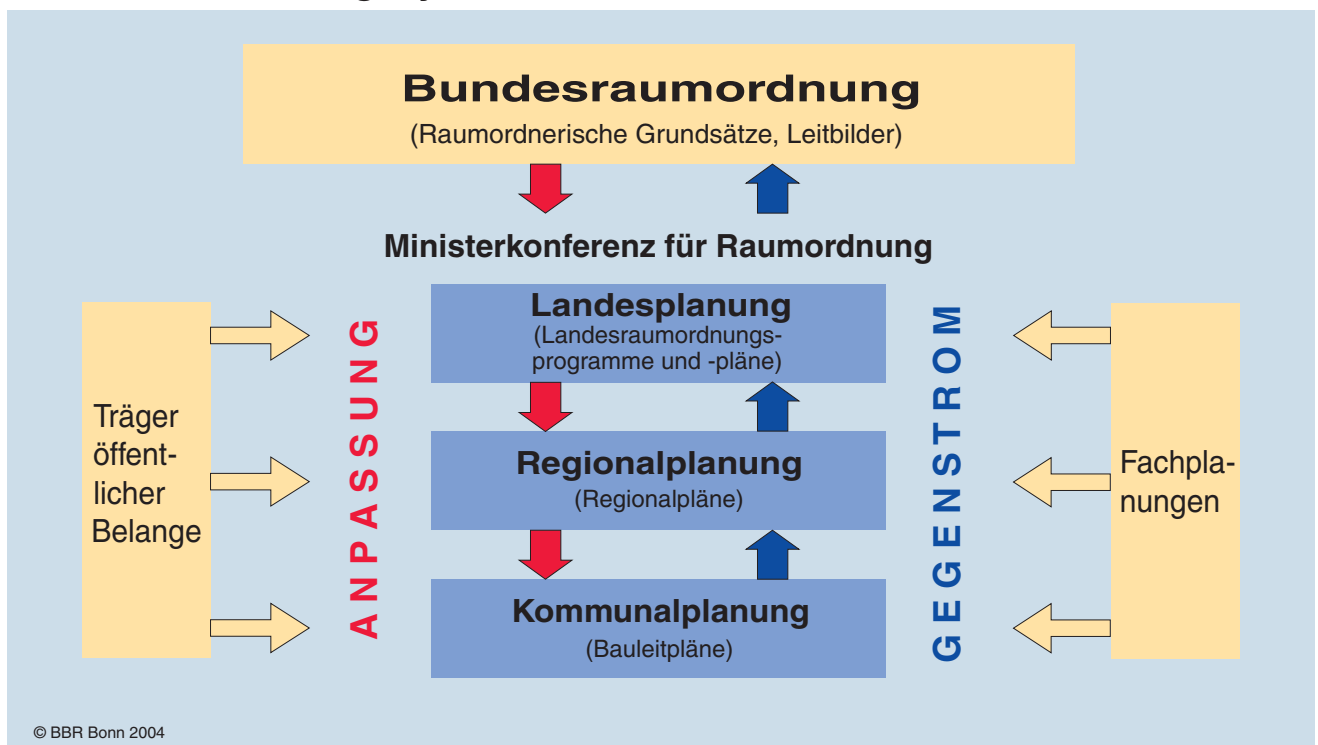 Bundesraumordnung
(Raumordnerische Grundsätze, Leitbilder)
Ministerkonferenz für Raumordnung
Landesplanung
(Landesraumordnungs-
programme und -pläne)
Regionalplanung
(Regionalpläne)
Kommunalplanung
(Bauleitpläne)
Träger
öffent-
licher
Belange
ANPASSUNG
GEGENSTROM
Fachpla-
nungen
© BBR Bonn 2004